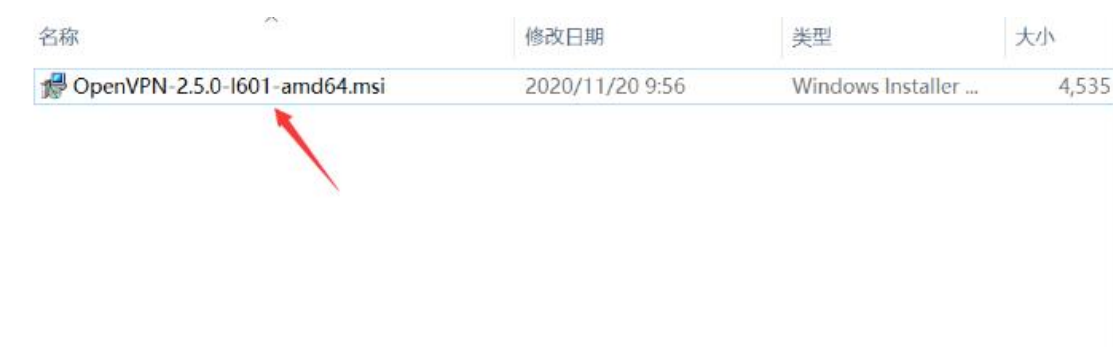 名称 修改日期 类型 大小
OpenVPN-2.5.0-I601-amd64.msi 2020/11/20 9:56 Windows Installer ... 4,535